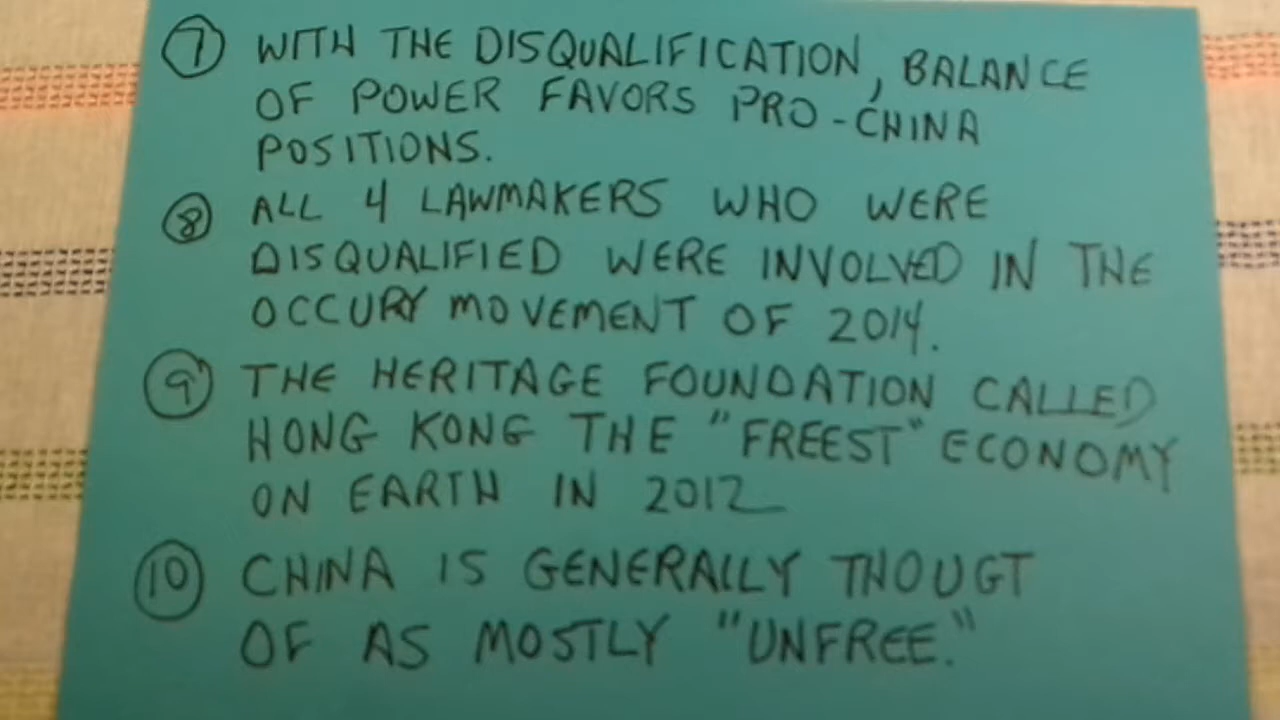 7 WITH THE DISQUALIFICATION, BALANCE
OF POWER FAVORS PRO-CHINA
POSITIONS.
8 ALL 4 LAWMAKERS WHO WERE
DISQUALIFIED WERE INVOLVED IN THE
OCCUPY MOVEMENT OF 2014.
9 THE HERITAGE FOUNDATION CALLED
HONG KONG THE "FREEST" ECONOMY
ON EARTH IN 2012
10 CHINA IS GENERALLY THOUGT
OF AS MOSTLY "UNFREE."